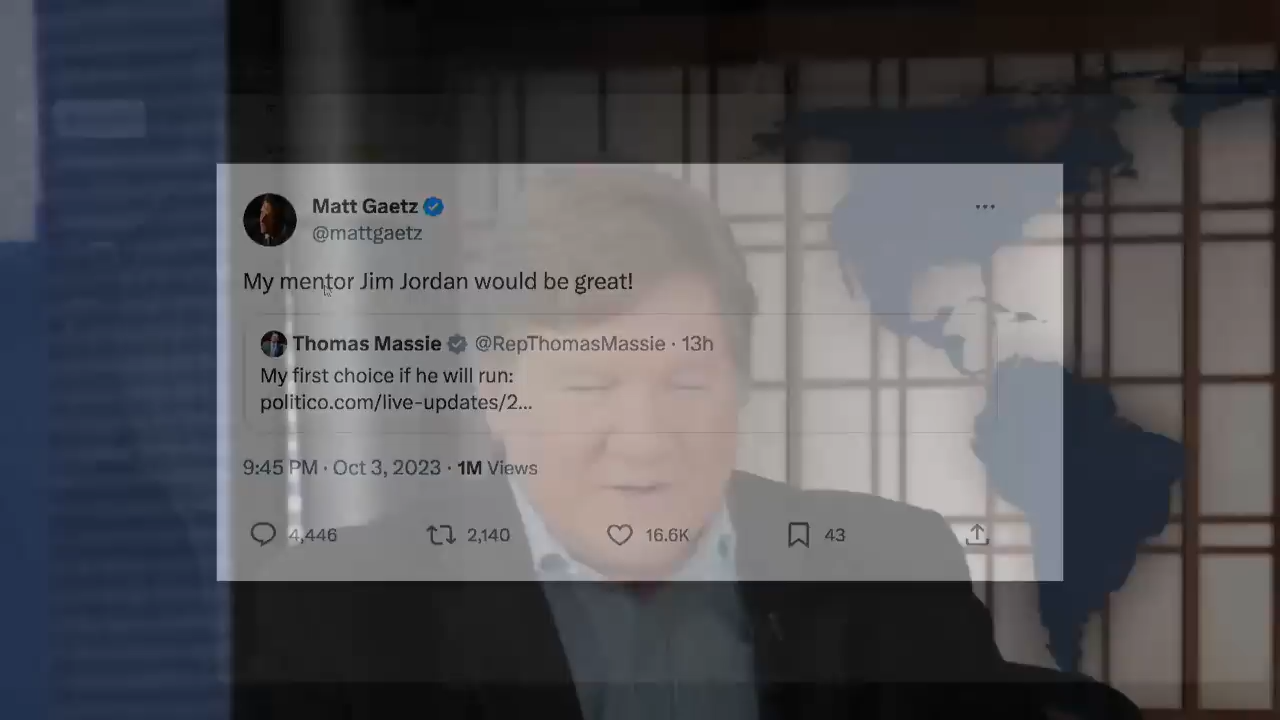 Matt Gaetz
@mattgaetz
My mentor Jim Jordan would be great!
Thomas Massie @RepThomasMassie · 13h
My first choice if he will run:
politico.com/live-updates/2...
9:45 PM · Oct 3, 2023 · 1M Views
4,446 2,140 16.6K 43